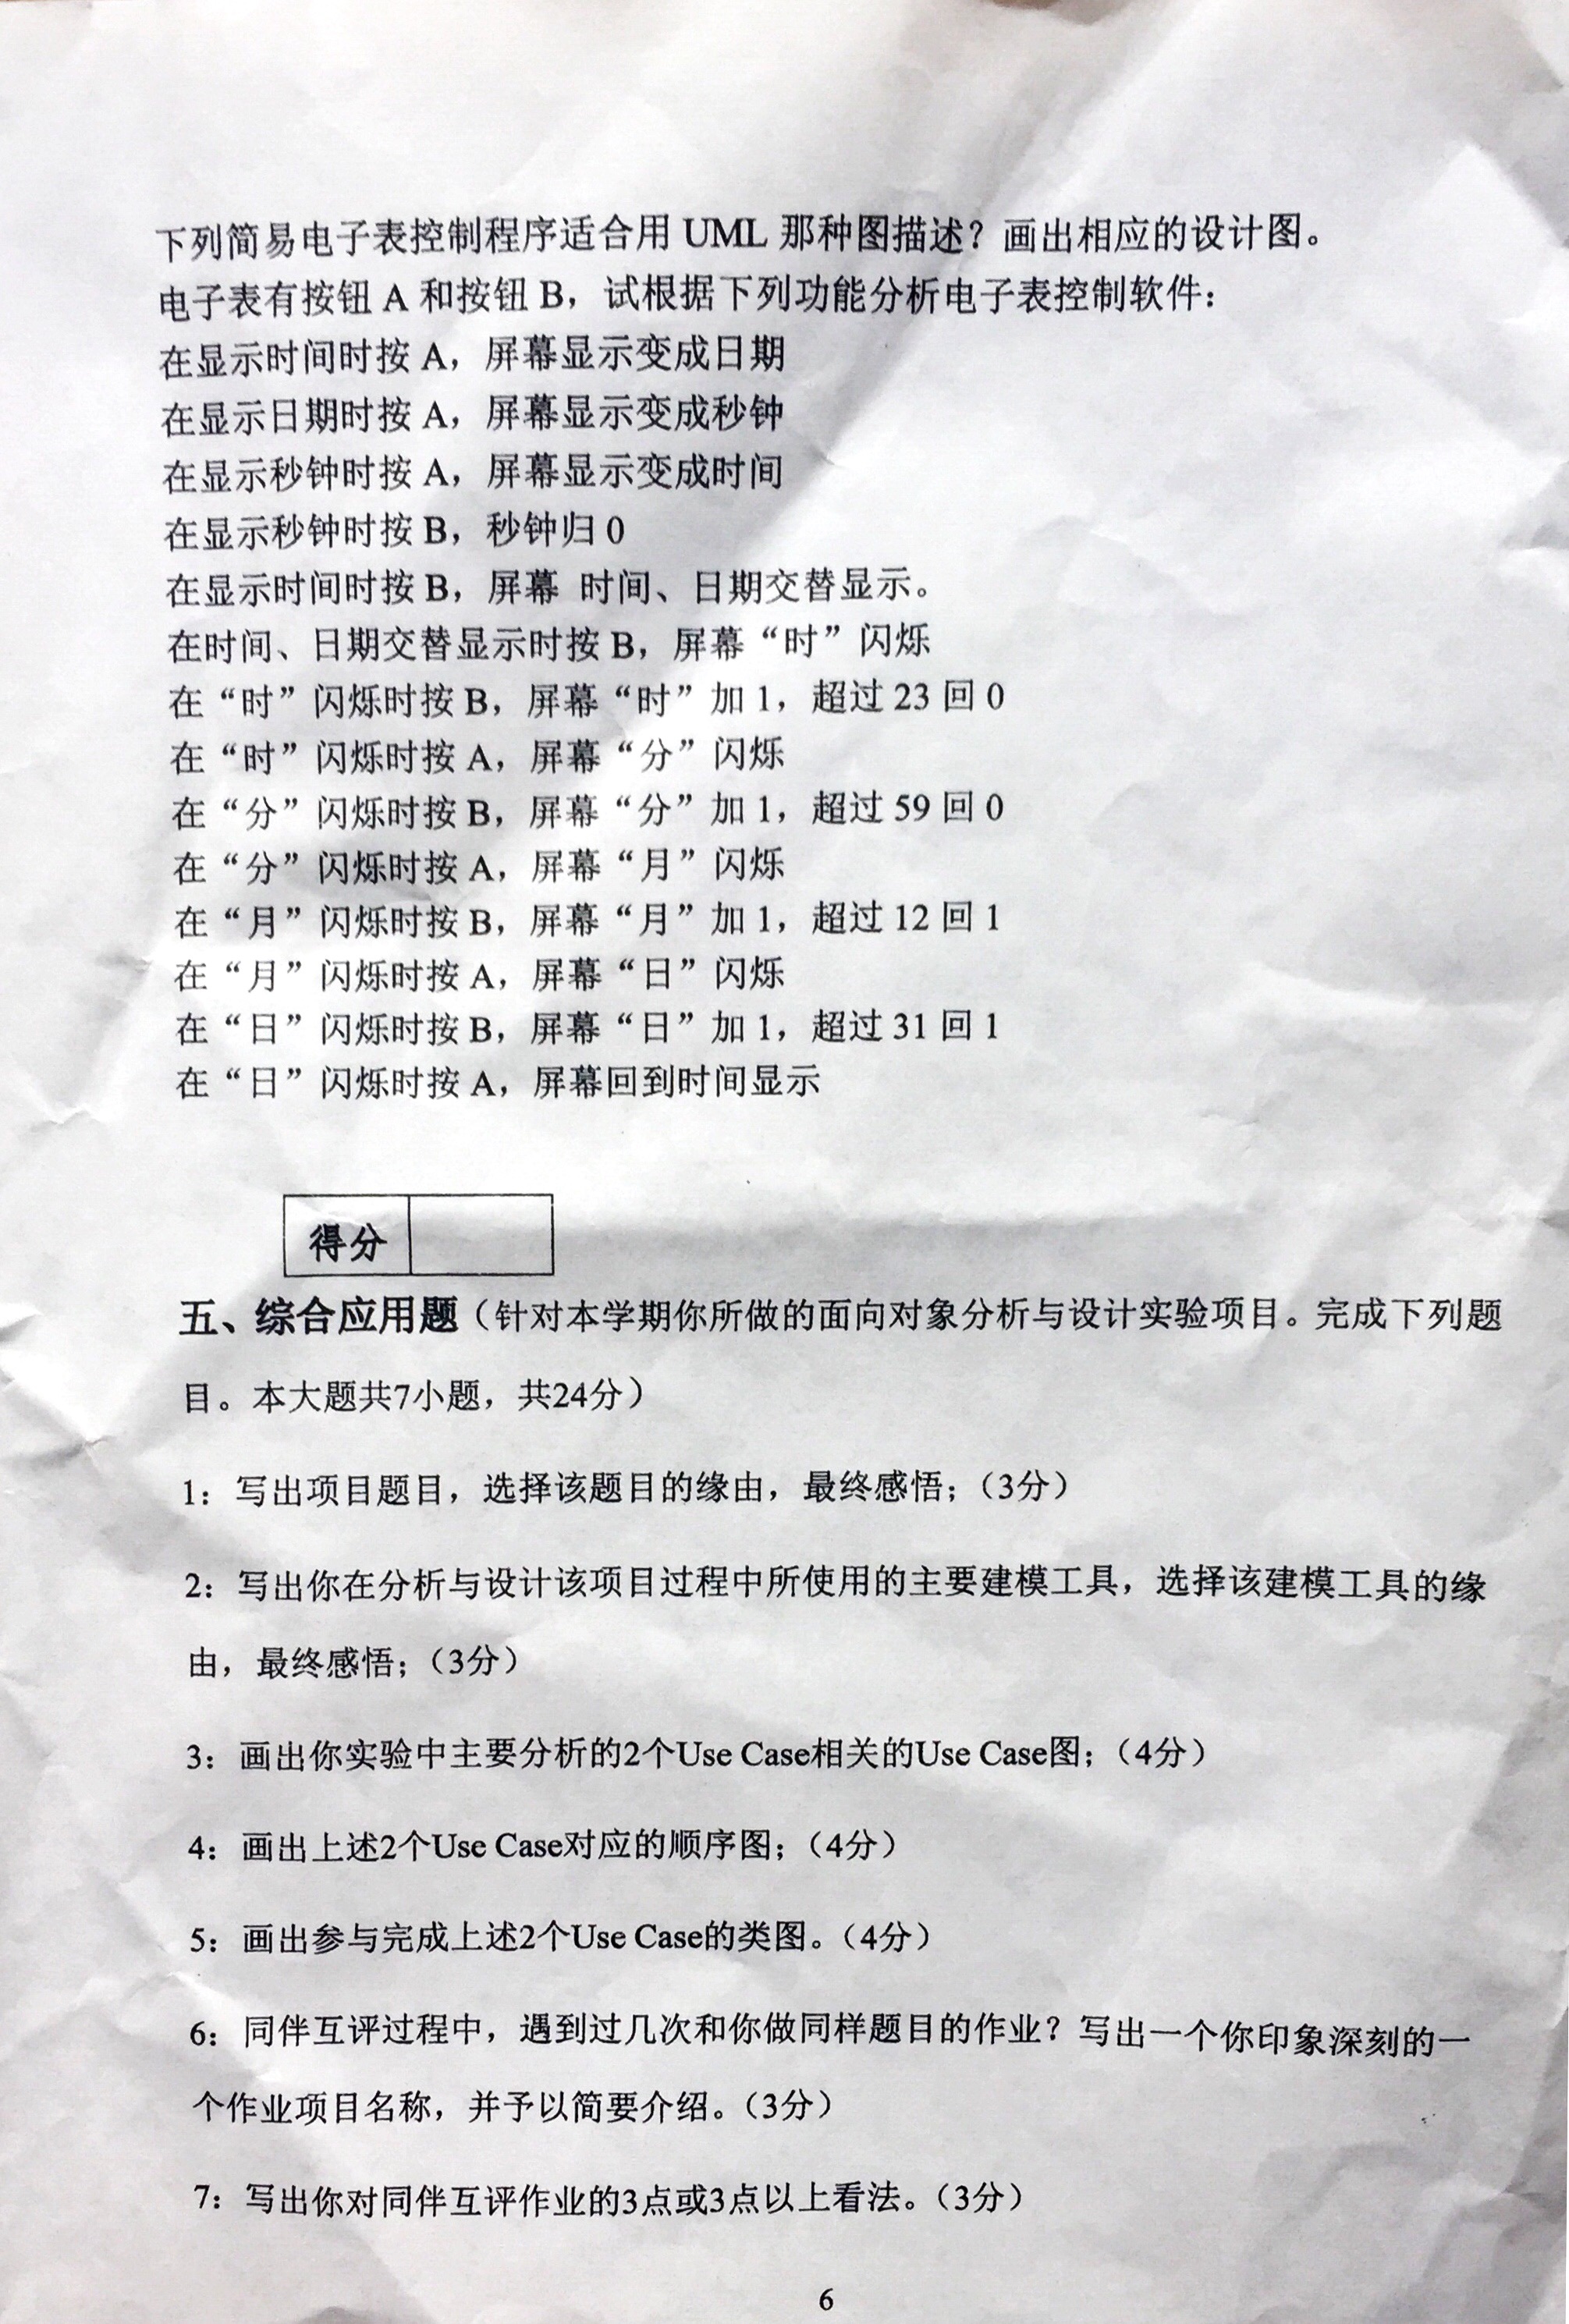 下列简易电子表控制程序适合用 UML 那种图描述？画出相应的设计图。
电子表有按钮 A 和按钮 B，试根据下列功能分析电子表控制软件：
在显示时间时按 A，屏幕显示变成日期
在显示日期时按 A，屏幕显示变成秒钟
在显示秒钟时按 A，屏幕显示变成时间
在显示秒钟时按 B，秒钟归 0
在显示时间时按 B，屏幕 时间、日期交替显示。
在时间、日期交替显示时按 B，屏幕“时”闪烁
在“时”闪烁时按 B，屏幕“时”加 1，超过 23 回 0
在“时”闪烁时按 A，屏幕“分”闪烁
在“分”闪烁时按 B，屏幕“分”加 1，超过 59 回 0
在“分”闪烁时按 A，屏幕“月”闪烁
在“月”闪烁时按 B，屏幕“月”加 1，超过 12 回 1
在“月”闪烁时按 A，屏幕“日”闪烁
在“日”闪烁时按 B，屏幕“日”加 1，超过 31 回 1
在“日”闪烁时按 A，屏幕回到时间显示
得分
五、综合应用题（针对本学期你所做的面向对象分析与设计实验项目。完成下列题
目。本大题共7小题，共24分）
1：写出项目题目，选择该题目的缘由，最终感悟；（3分）
2：写出你在分析与设计该项目过程中所使用的主要建模工具，选择该建模工具的缘
由，最终感悟；（3分）
3：画出你实验中主要分析的2个Use Case相关的Use Case图；（4分）
4：画出上述2个Use Case对应的顺序图；（4分）
5：画出参与完成上述2个Use Case的类图。（4分）
6：同伴互评过程中，遇到过几次和你做同样题目的作业？写出一个你印象深刻的一
个作业项目名称，并予以简要介绍。（3分）
7：写出你对同伴互评作业的3点或3点以上看法。（3分）
6